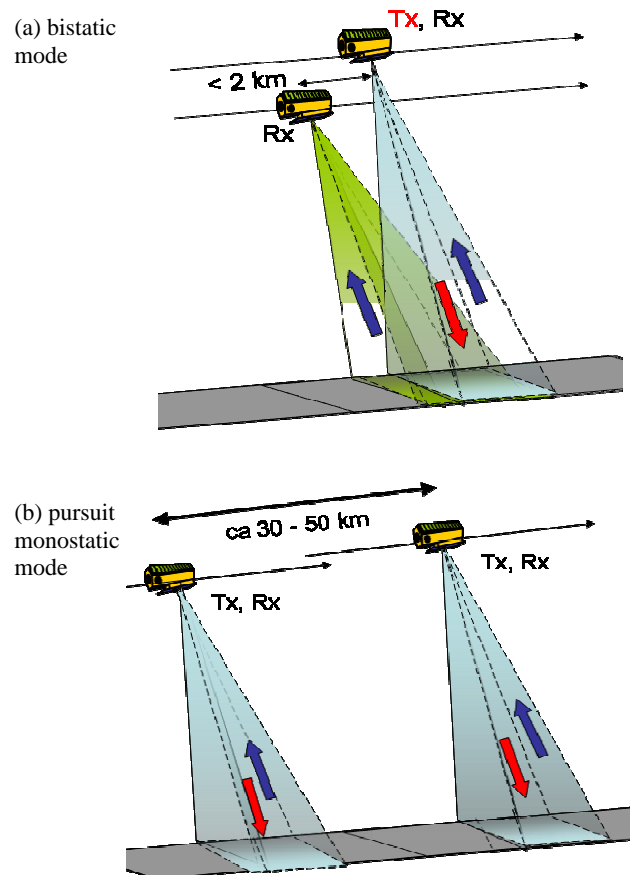 (a) bistatic
mode
Tx, Rx
< 2 km
Rx
(b) pursuit
monostatic
mode
ca 30 - 50 km
Tx, Rx
Tx, Rx